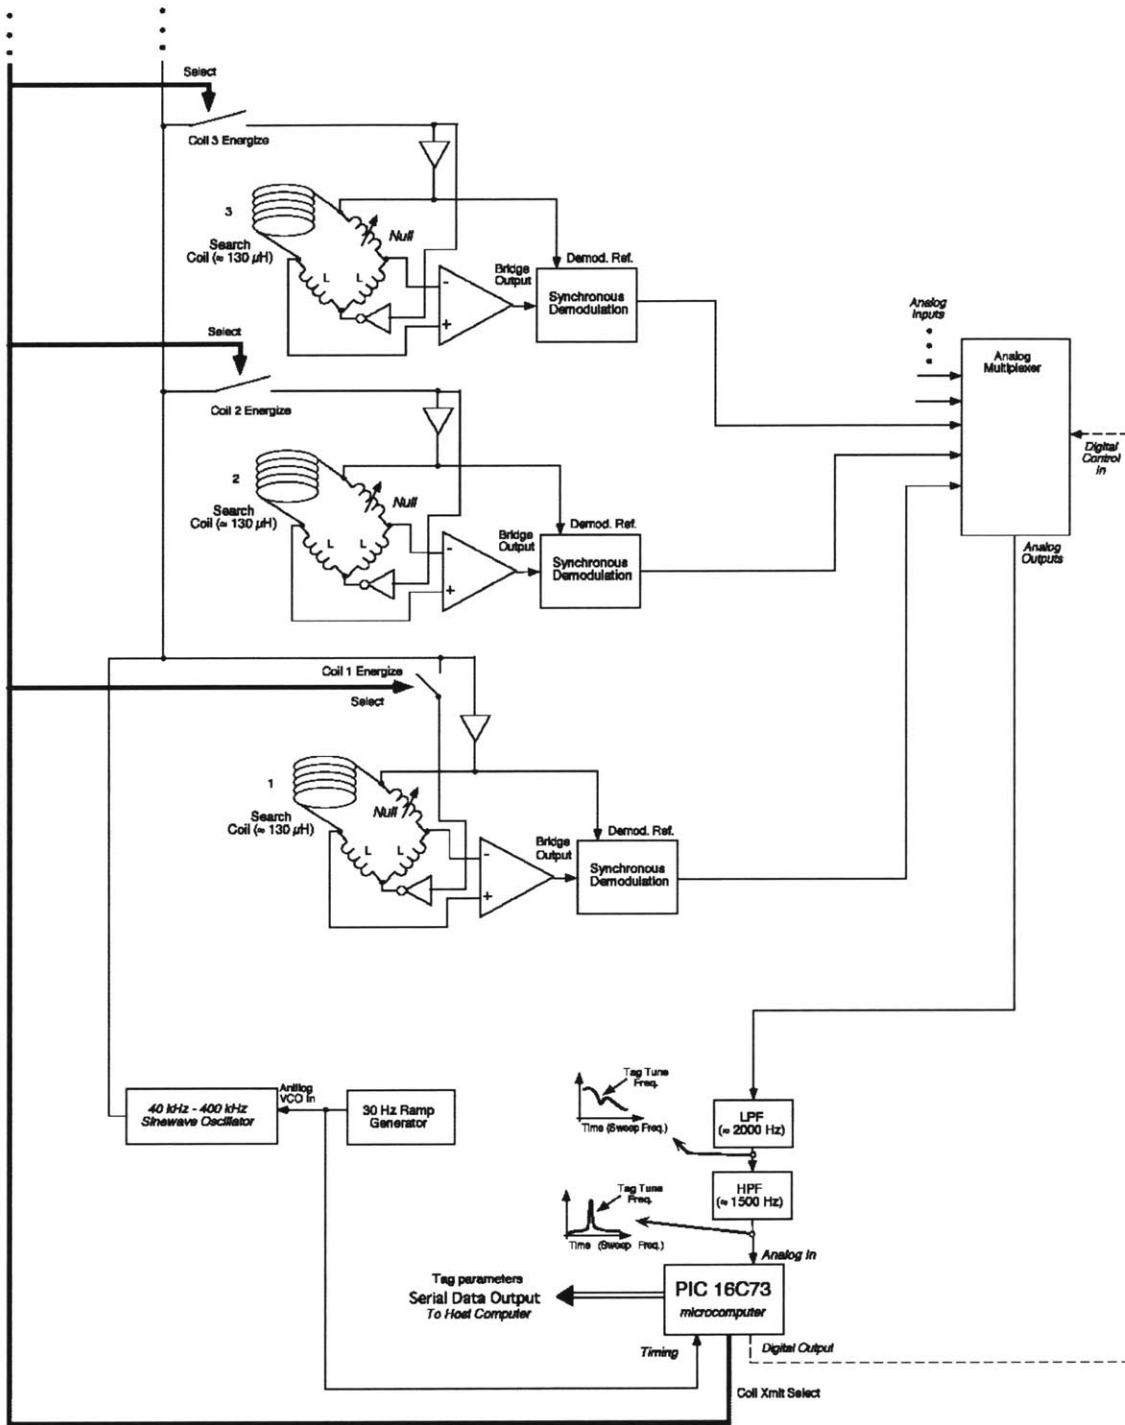 Select
Coil 3 Energize
3
Search
Coil (≈ 130 µH)
Null
L
L
-
+
Bridge
Output
Demod. Ref.
Synchronous
Demodulation
Analog
Inputs
Analog
Multiplexer
Digital
Control
In
Analog
Outputs
Select
Coil 2 Energize
2
Search
Coil (≈ 130 µH)
Null
L
L
-
+
Bridge
Output
Demod. Ref.
Synchronous
Demodulation
Coil 1 Energize
Select
1
Search
Coil (≈ 130 µH)
Null
L
L
-
+
Bridge
Output
Demod. Ref.
Synchronous
Demodulation
40 kHz - 400 kHz
Sinewave Oscillator
Antilog
VCO In
30 Hz Ramp
Generator
Tag Tune
Freq.
Time (Sweep Freq.)
LPF
(≈ 2000 Hz)
HPF
(≈ 1500 Hz)
Tag Tune
Freq.
Time (Sweep Freq.)
Analog In
PIC 16C73
microcomputer
Tag parameters
Serial Data Output
To Host Computer
Timing
Digital Output
Coil Xmit Select